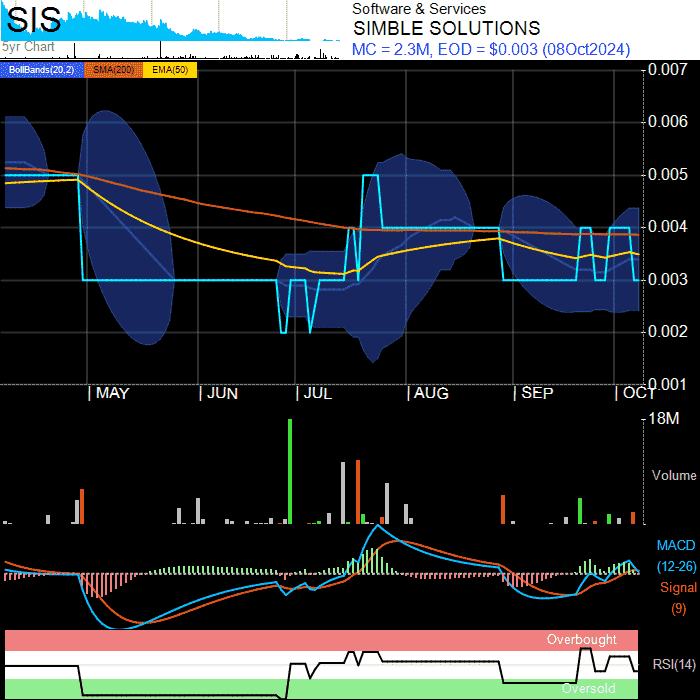 SIS
5yr Chart
Software & Services
SIMBLE SOLUTIONS
MC = 2.3M, EOD = $0.003 (08Oct2024)
BollBands(20,2) SMA(200) EMA(50)
0.007
0.006
0.005
0.004
0.003
0.002
0.001
| MAY | JUN | JUL | AUG | SEP | OCT
18M
Volume
MACD
(12-26)
Signal
(9)
Overbought
RSI(14)
Oversold